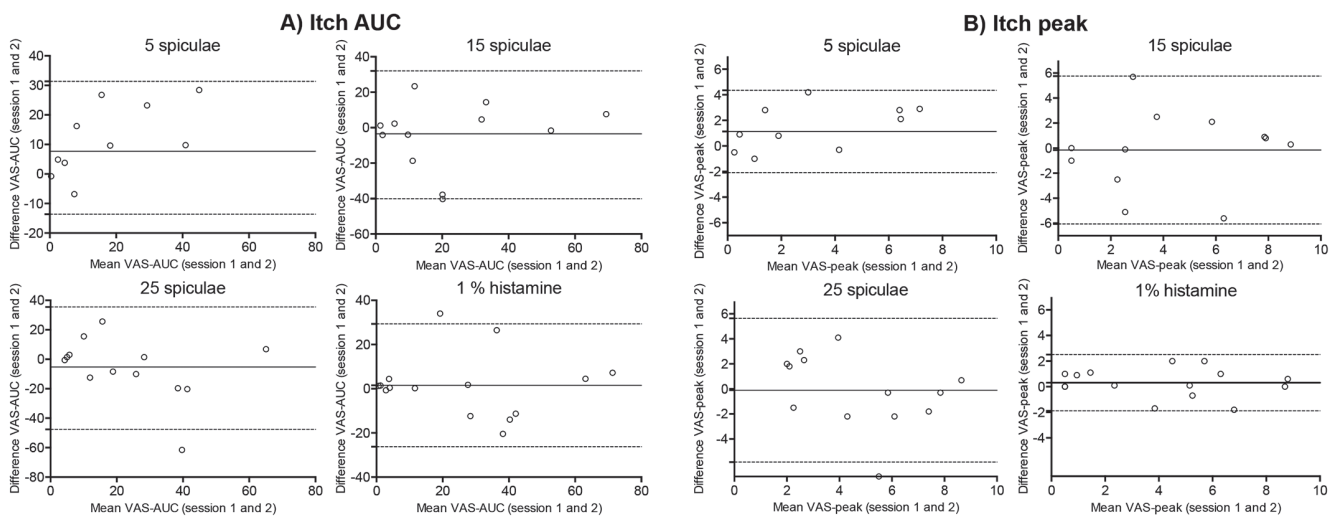 A) Itch AUC
5 spiculae
Difference VAS-AUC (session 1 and 2)
40
30
20
10
0
-10
-20
0 20 40 60 80
Mean VAS-AUC (session 1 and 2)
15 spiculae
Difference VAS-AUC (session 1 and 2)
40
20
0
-20
-40
-60
0 20 40 60 80
Mean VAS-AUC (session 1 and 2)
25 spiculae
Difference VAS-AUC (session 1 and 2)
40
20
0
-20
-40
-60
-80
0 20 40 60 80
Mean VAS-AUC (session 1 and 2)
1 % histamine
Difference VAS-AUC (session 1 and 2)
40
20
0
-20
-40
0 20 40 60 80
Mean VAS-AUC (session 1 and 2)
B) Itch peak
5 spiculae
Difference VAS-peak (session 1 and 2)
6
4
2
0
-2
-4
-6
0 2 4 6 8 10
Mean VAS-peak (session 1 and 2)
15 spiculae
Difference VAS-peak (session 1 and 2)
6
4
2
0
-2
-4
-6
0 2 4 6 8 10
Mean VAS-peak (session 1 and 2)
25 spiculae
Difference VAS-peak (session 1 and 2)
6
4
2
0
-2
-4
0 2 4 6 8 10
Mean VAS-peak (session 1 and 2)
1% histamine
Difference VAS-peak (session 1 and 2)
6
4
2
0
-2
-4
0 2 4 6 8 10
Mean VAS-peak (session 1 and 2)